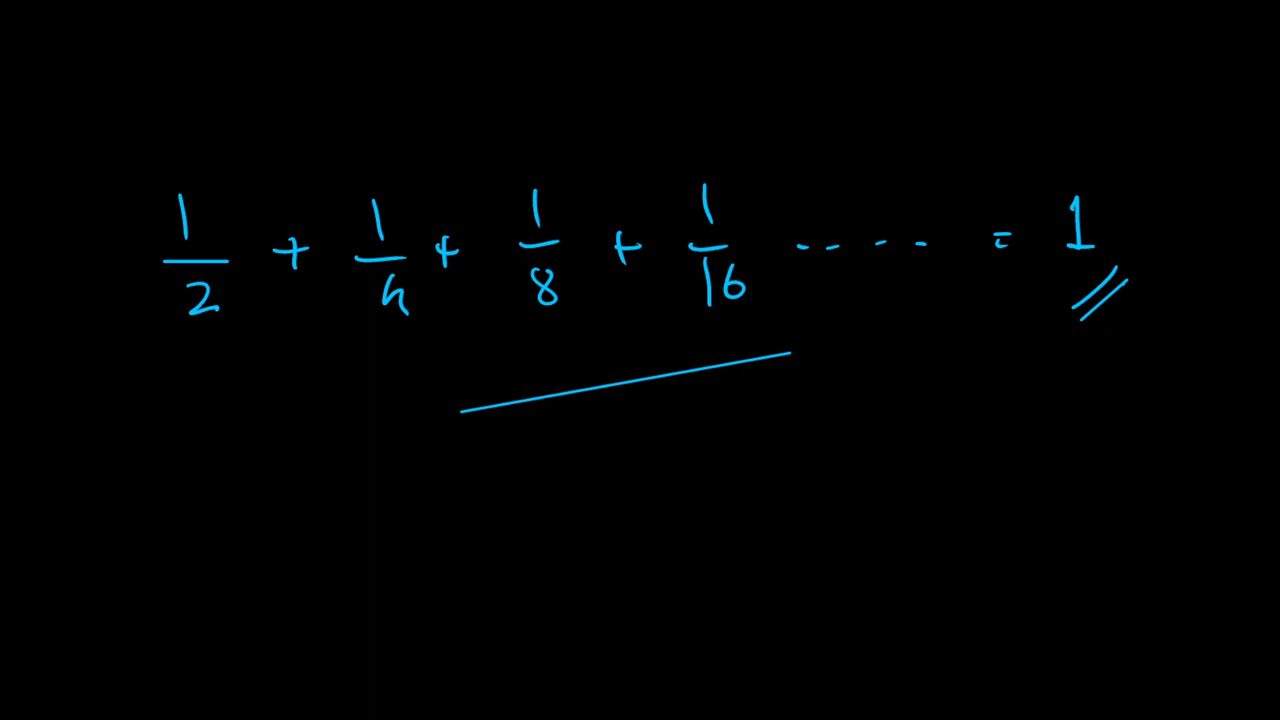 1/2 + 1/4 + 1/8 + 1/16 ..... = 1